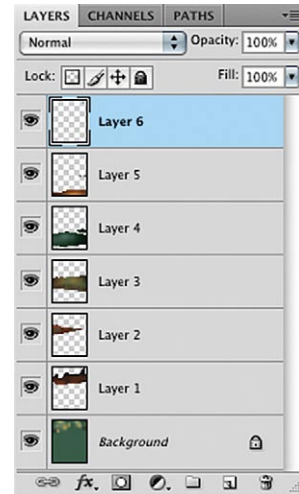 LAYERS CHANNELS PATHS
Normal Opacity: 100%
Lock: Fill: 100%
Layer 6
Layer 5
Layer 4
Layer 3
Layer 2
Layer 1
Background
fx.